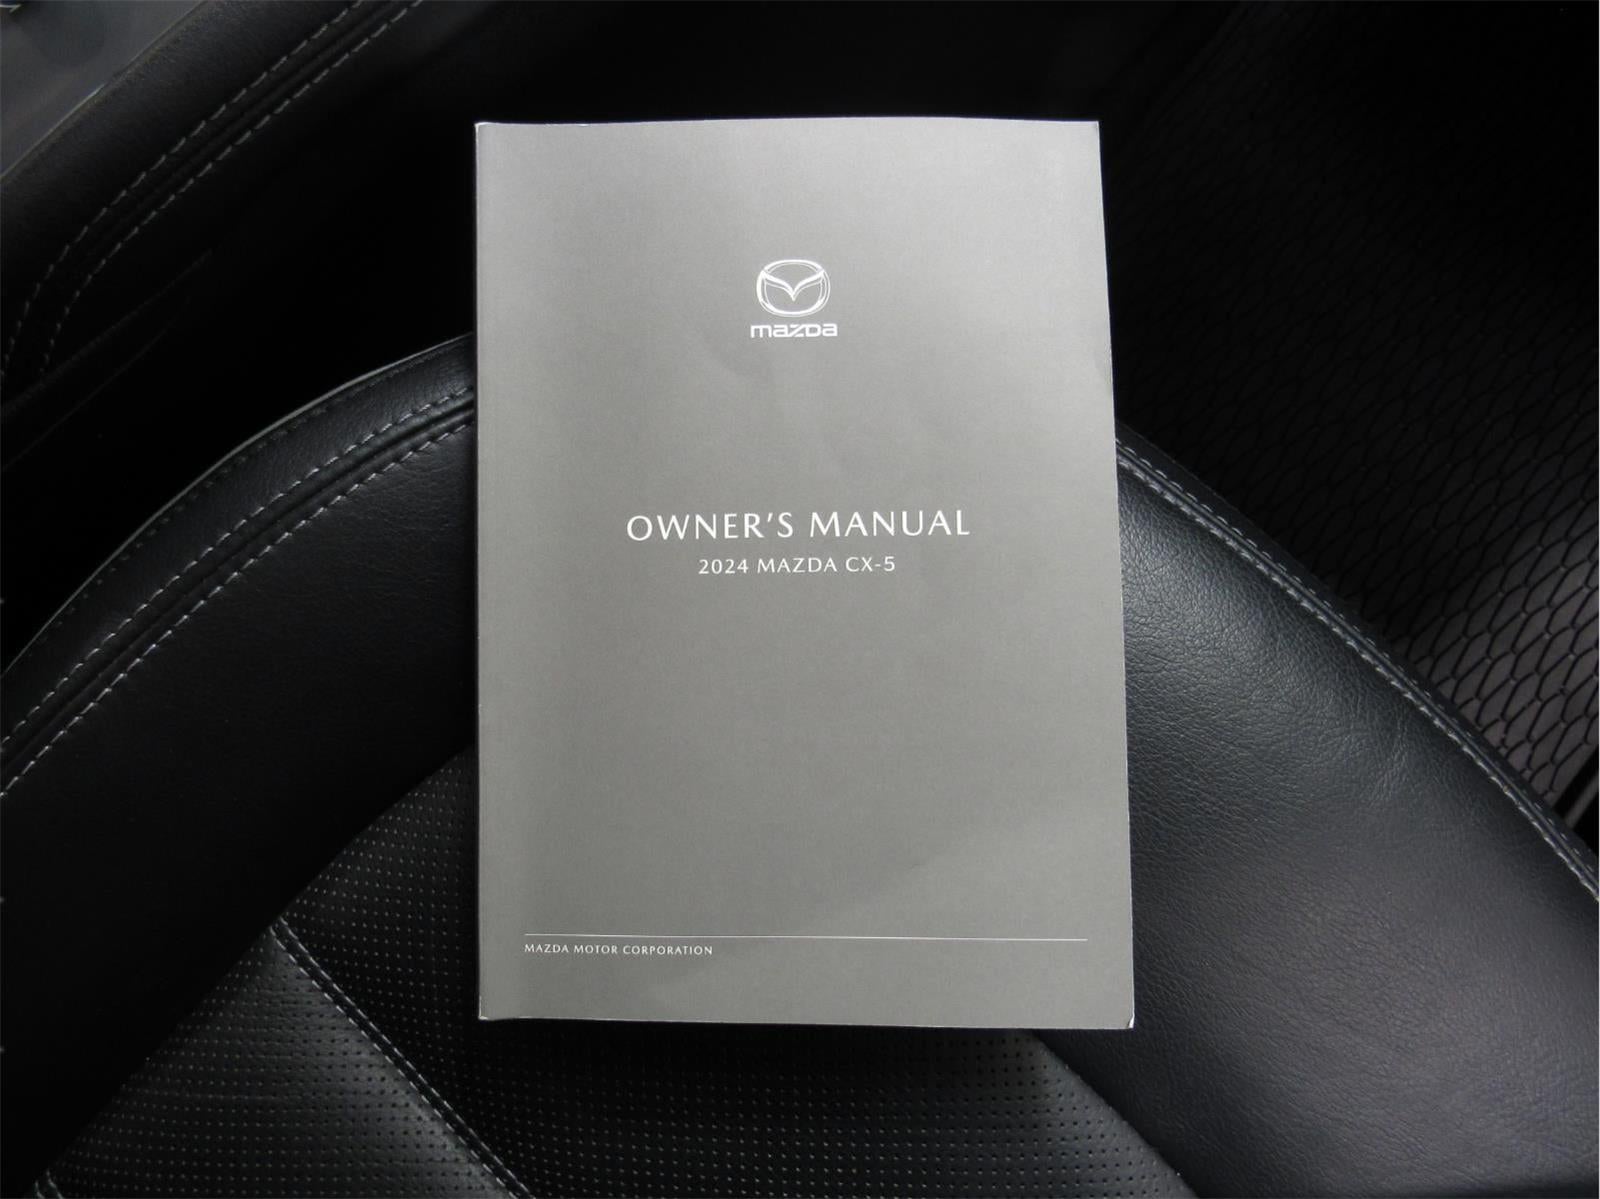 mazda
OWNER'S MANUAL
2024 MAZDA CX-5
MAZDA MOTOR CORPORATION